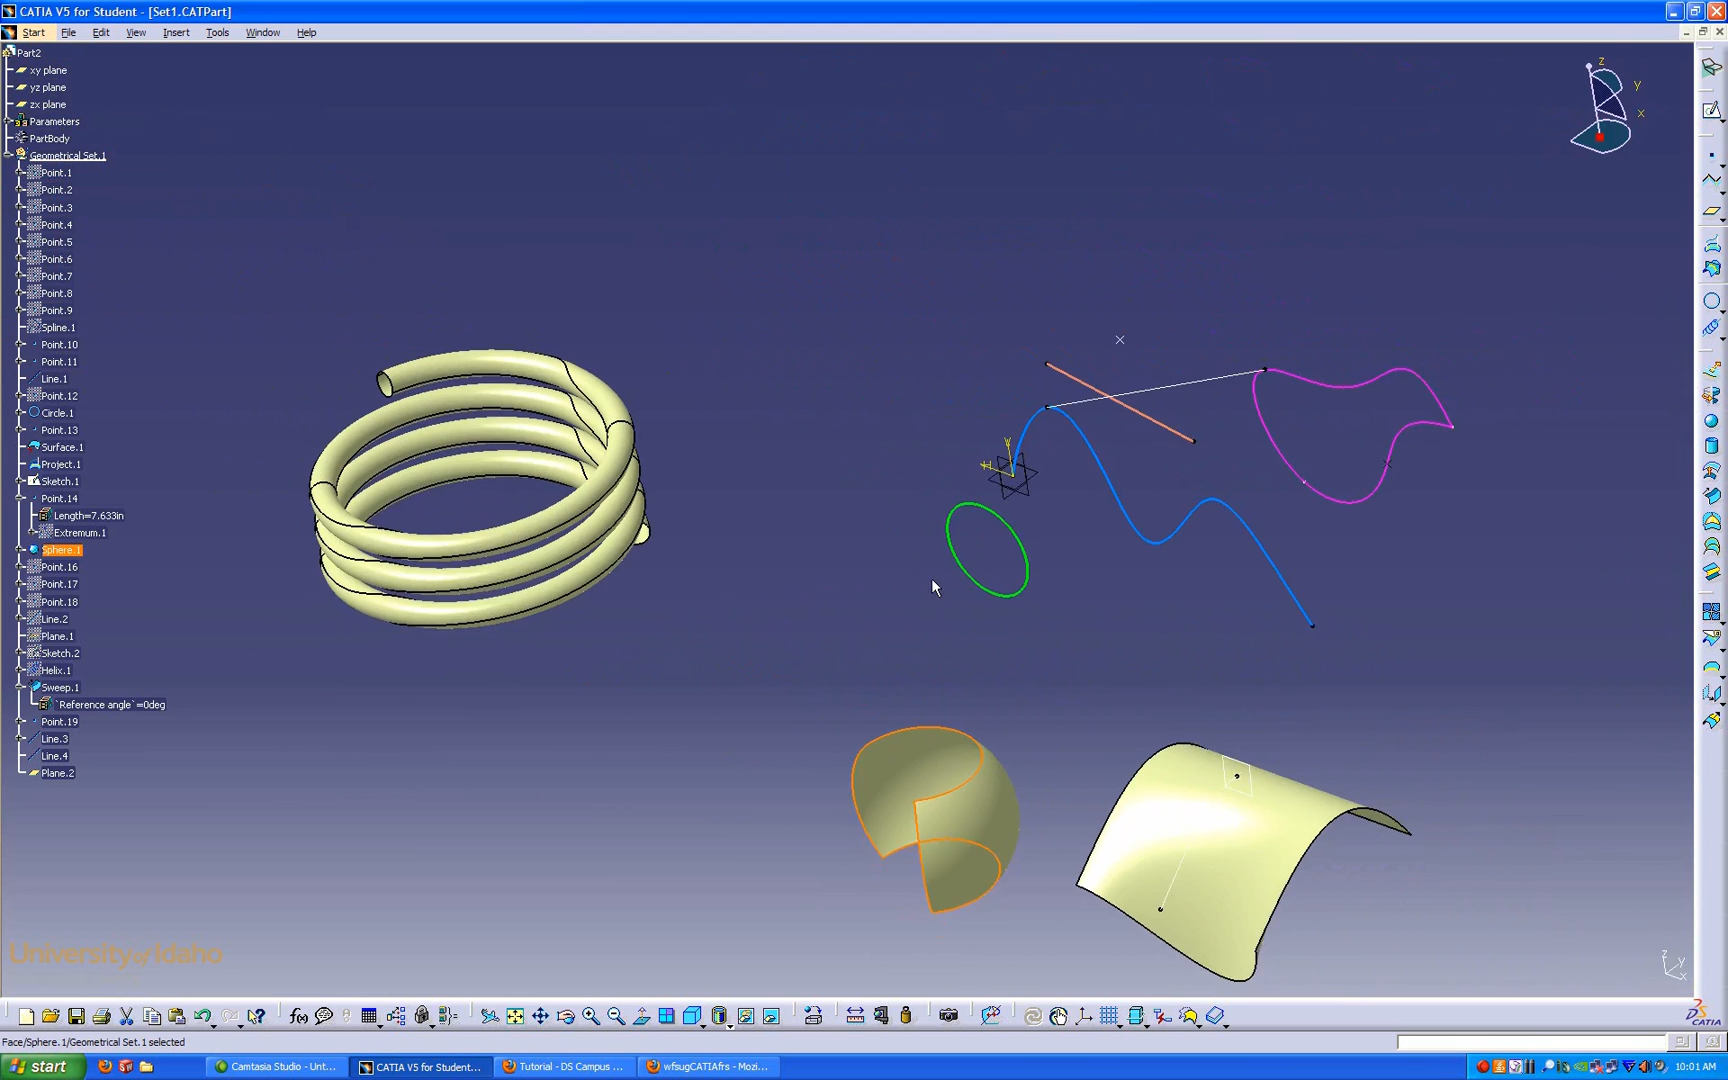 CATIA V5 for Student - [Set1.CATPart]
Start File Edit View Insert Tools Window Help
Part2
xy plane
yz plane
zx plane
Parameters
PartBody
Geometrical Set.1
Point.1
Point.2
Point.3
Point.4
Point.5
Point.6
Point.7
Point.8
Point.9
Spline.1
Point.10
Point.11
Line.1
Point.12
Circle.1
Point.13
Surface.1
Project.1
Sketch.1
Point.14
Length=7.633in
Extremum.1
Sphere.1
Point.16
Point.17
Point.18
Line.2
Plane.1
Sketch.2
Helix.1
Sweep.1
`Reference angle`=0deg
Point.19
Line.3
Line.4
Plane.2
z
y
x
V
H
University of Idaho
z
y
x
DS
CATIA
f(x)
Face/Sphere.1/Geometrical Set.1 selected
start
Camtasia Studio - Unt...
CATIA V5 for Student...
Tutorial - DS Campus ...
wfsugCATIAfrs - Mozi...
10:01 AM